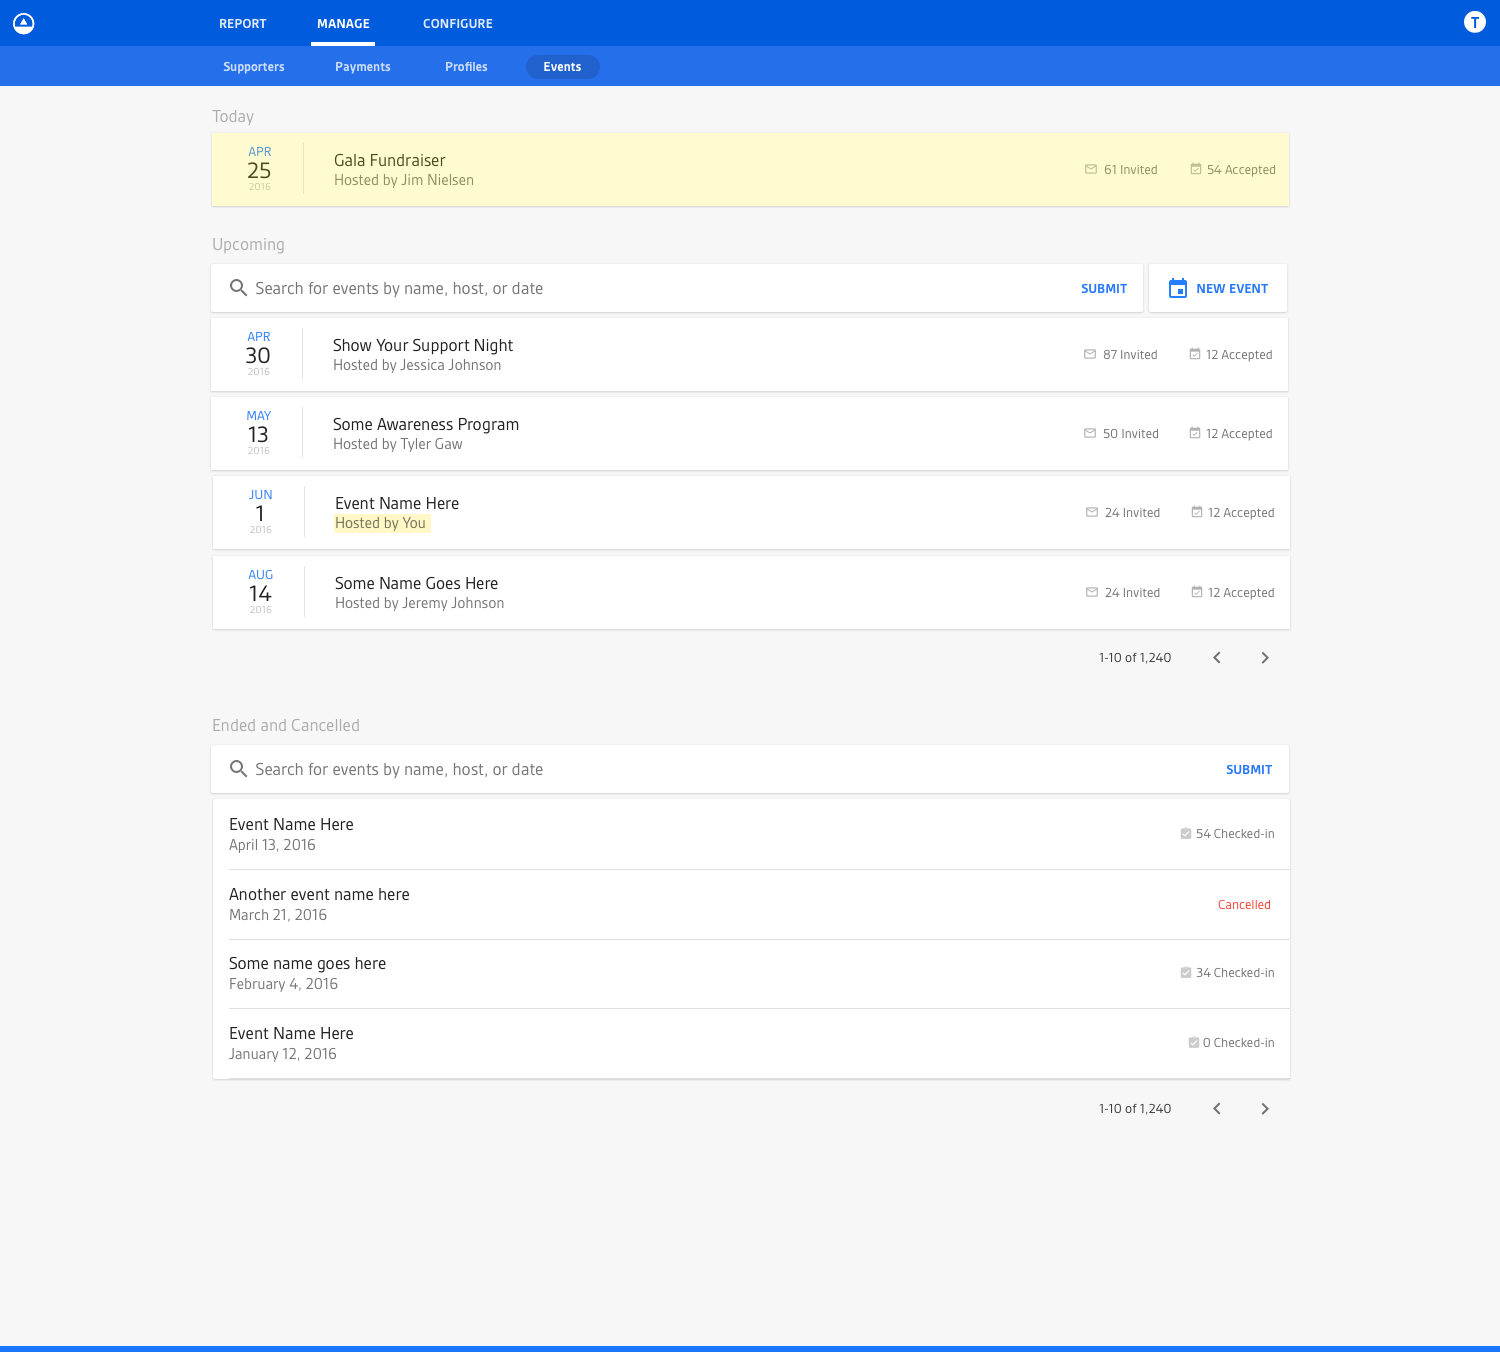 REPORT MANAGE CONFIGURE T
Supporters Payments Profiles Events
Today
APR
25
2016
Gala Fundraiser
Hosted by Jim Nielsen
61 Invited 54 Accepted
Upcoming
Search for events by name, host, or date SUBMIT NEW EVENT
APR
30
2016
Show Your Support Night
Hosted by Jessica Johnson
87 Invited 12 Accepted
MAY
13
2016
Some Awareness Program
Hosted by Tyler Gaw
50 Invited 12 Accepted
JUN
1
2016
Event Name Here
Hosted by You
24 Invited 12 Accepted
AUG
14
2016
Some Name Goes Here
Hosted by Jeremy Johnson
24 Invited 12 Accepted
1-10 of 1,240
Ended and Cancelled
Search for events by name, host, or date SUBMIT
Event Name Here
April 13, 2016
54 Checked-in
Another event name here
March 21, 2016
Cancelled
Some name goes here
February 4, 2016
34 Checked-in
Event Name Here
January 12, 2016
0 Checked-in
1-10 of 1,240